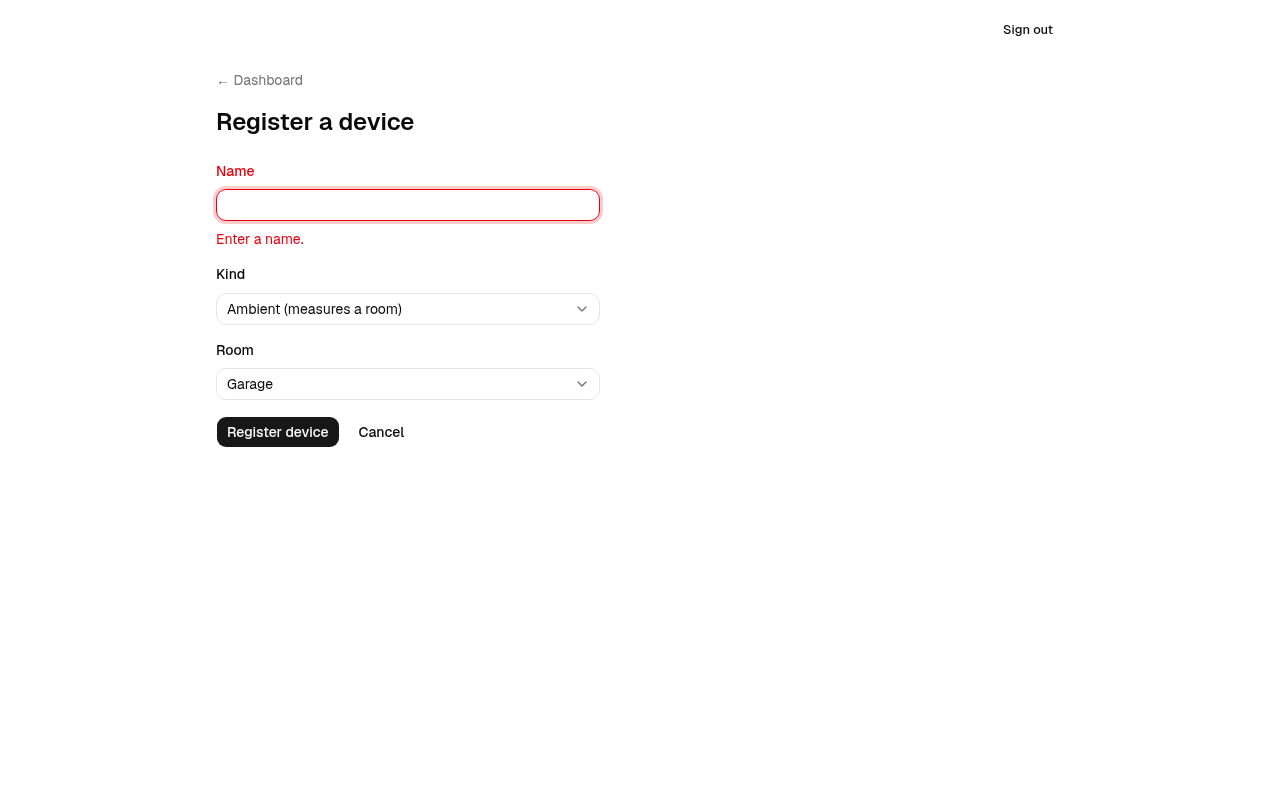 Sign out
← Dashboard
Register a device
Name
Enter a name.
Kind
Ambient (measures a room)
Room
Garage
Register device
Cancel